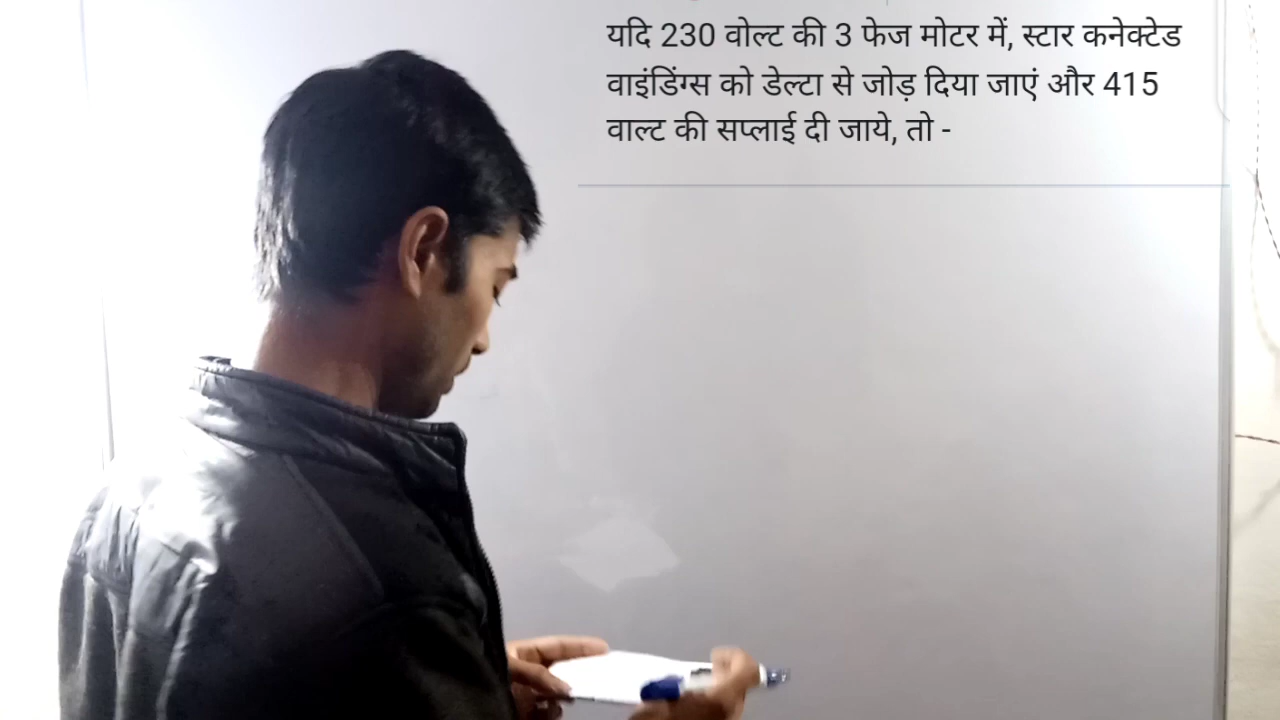 यदि 230 वोल्ट की 3 फेज मोटर में, स्टार कनेक्टेड
वाइंडिंग्स को डेल्टा से जोड़ दिया जाएं और 415
वाल्ट की सप्लाई दी जाये, तो -